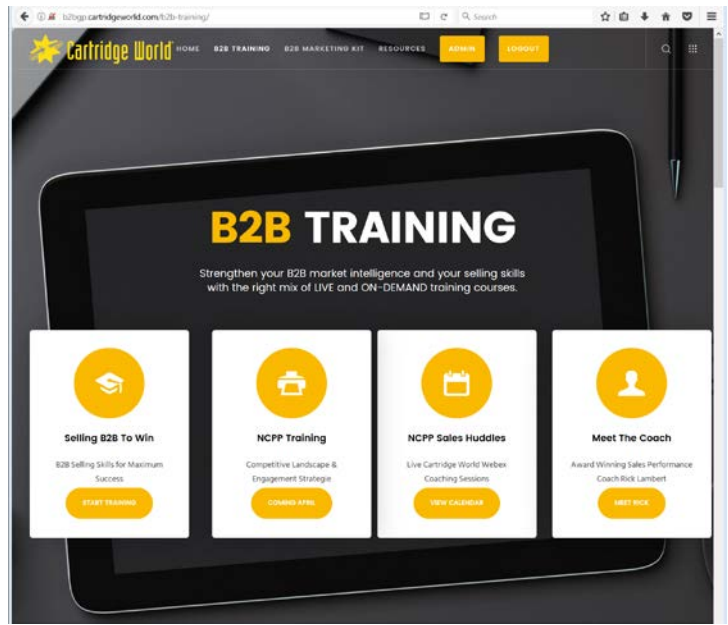 b2bgp.cartridgeworld.com/b2b-training/
Search
Cartridge World
HOME
B2B TRAINING
B2B MARKETING KIT
RESOURCES
ADMIN
LOGOUT
B2B TRAINING
Strengthen your B2B market intelligence and your selling skills
with the right mix of LIVE and ON-DEMAND training courses.
Selling B2B To Win
B2B Selling Skills for Maximum
Success
START TRAINING
NCPP Training
Competitive Landscape &
Engagement Strategie
COMING APRIL
NCPP Sales Huddles
Live Cartridge World Webex
Coaching Sessions
VIEW CALENDAR
Meet The Coach
Award Winning Sales Performance
Coach Rick Lambert
MEET RICK